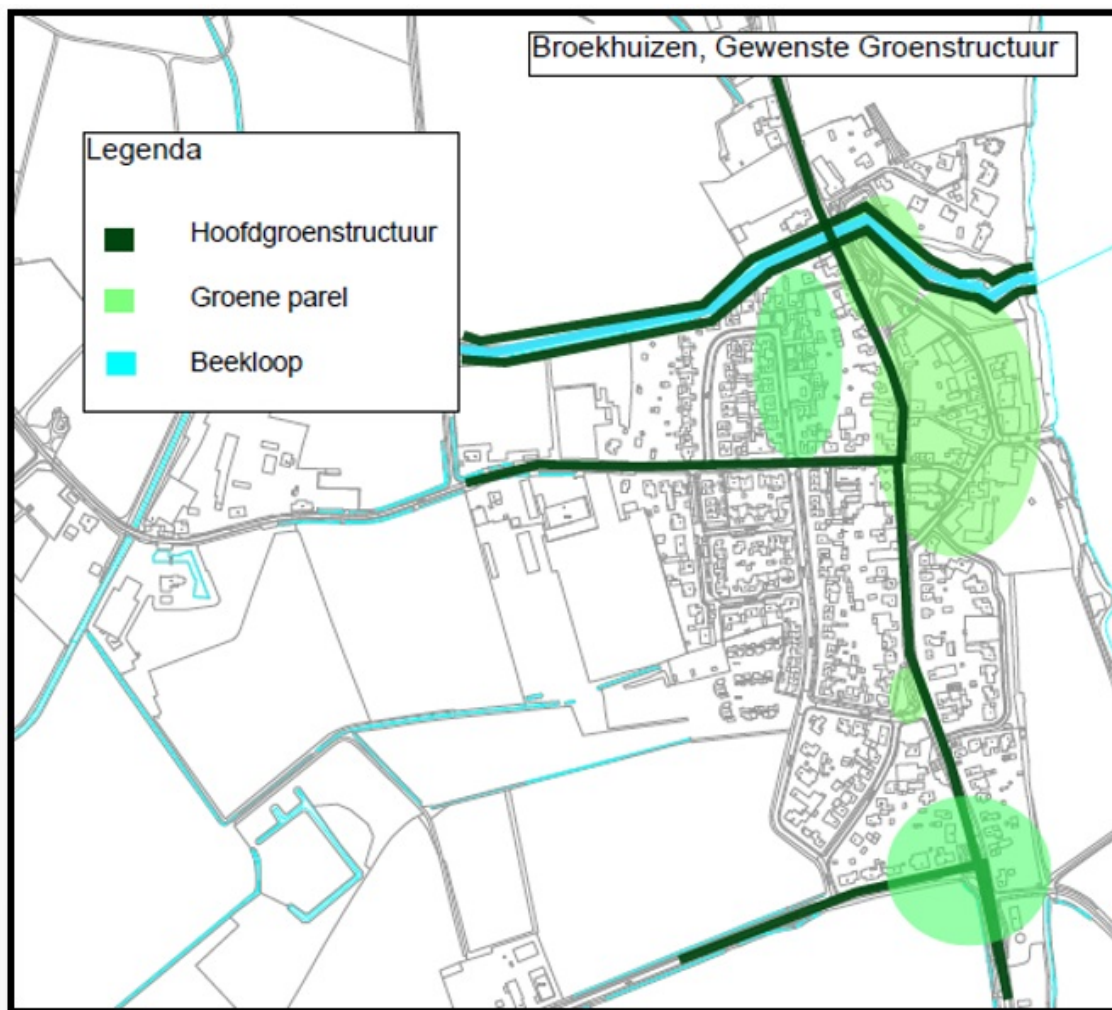 Broekhuizen, Gewenste Groenstructuur
Legenda
Hoofdgroenstructuur
Groene parel
Beekloop